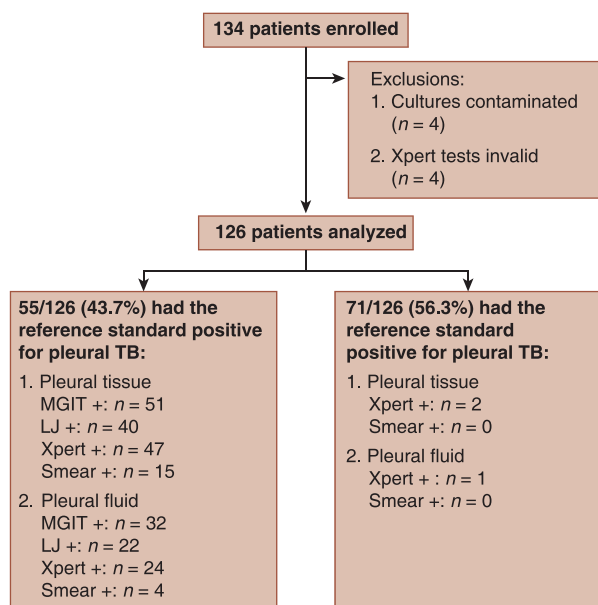 134 patients enrolled
Exclusions:
1. Cultures contaminated
(n = 4)
2. Xpert tests invalid
(n = 4)
126 patients analyzed
55/126 (43.7%) had the
reference standard positive
for pleural TB:
1. Pleural tissue
MGIT +: n = 51
LJ +: n = 40
Xpert +: n = 47
Smear +: n = 15
2. Pleural fluid
MGIT +: n = 32
LJ +: n = 22
Xpert +: n = 24
Smear +: n = 4
71/126 (56.3%) had the
reference standard
positive for pleural TB:
1. Pleural tissue
Xpert +: n = 2
Smear +: n = 0
2. Pleural fluid
Xpert + : n = 1
Smear +: n = 0